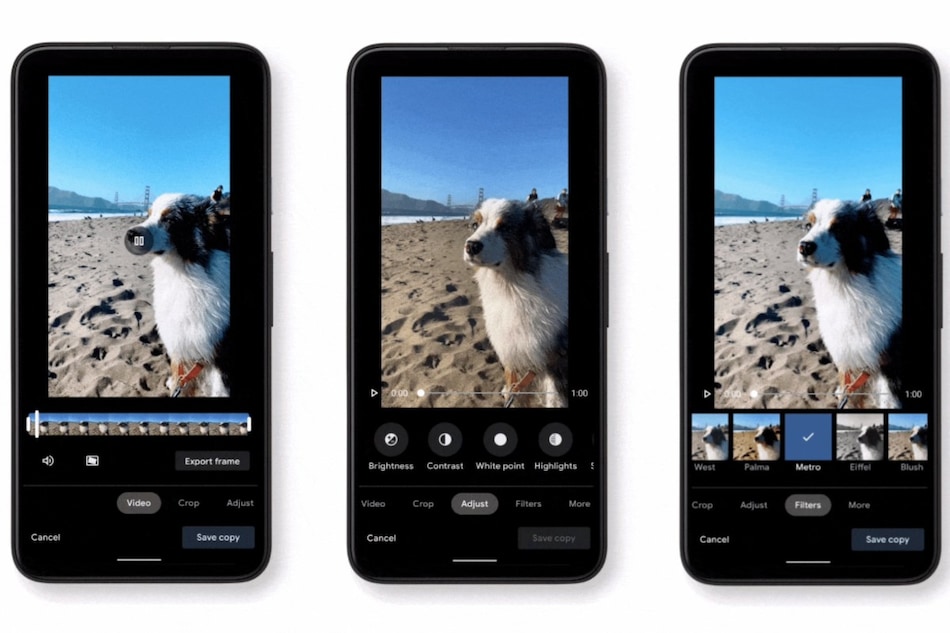 Export frame
Video Crop Adjust
Cancel Save copy
0:00 1:00
Brightness Contrast White point Highlights S
Video Crop Adjust Filters More
Cancel Save copy
0:00 1:00
West Palma Metro Eiffel Blush
Crop Adjust Filters More
Cancel Save copy